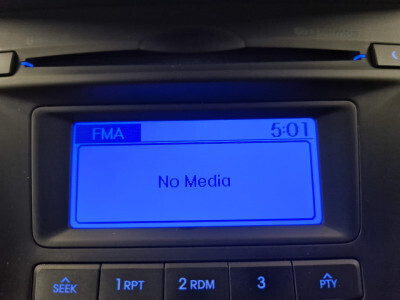 FMA 5:01
No Media
SEEK 1 RPT 2 RDM 3 PTY